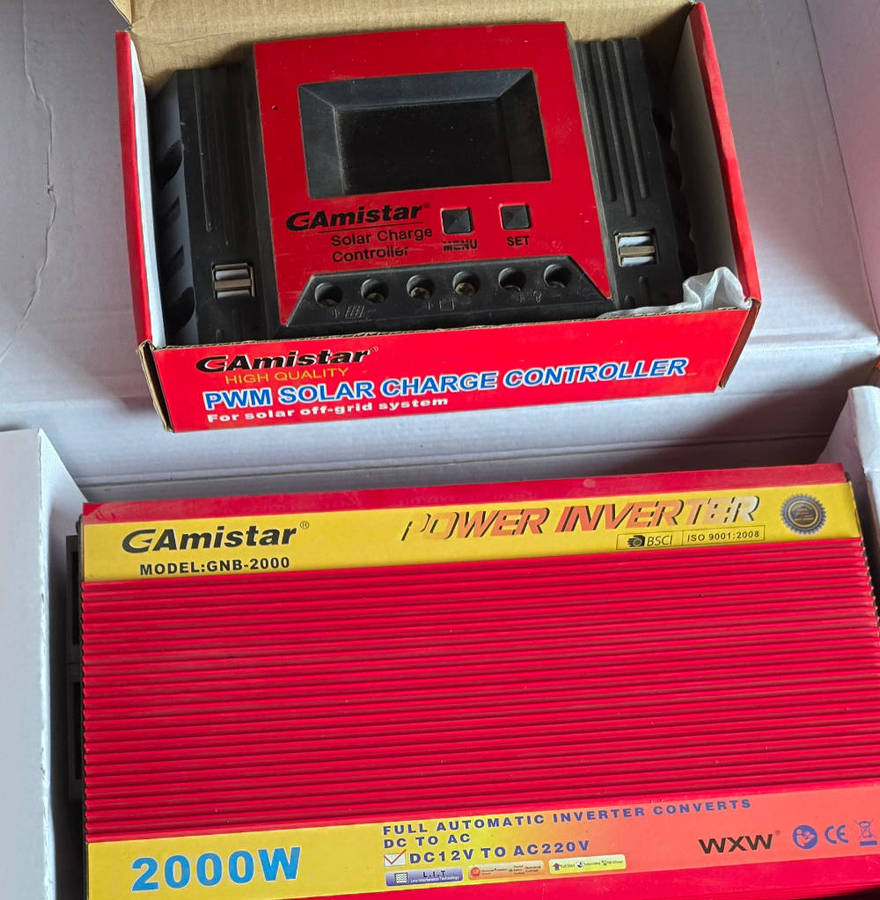 GAmistar®
Solar Charge
Controller
MENU
SET
GAmistar®
HIGH QUALITY
PWM SOLAR CHARGE CONTROLLER
For solar off-grid system
GAmistar®
MODEL:GNB-2000
POWER INVERTER
BSCI ISO 9001:2008
2000W
FULL AUTOMATIC INVERTER CONVERTS
DC TO AC
DC12V TO AC220V
L.I.T
WXW®
CE